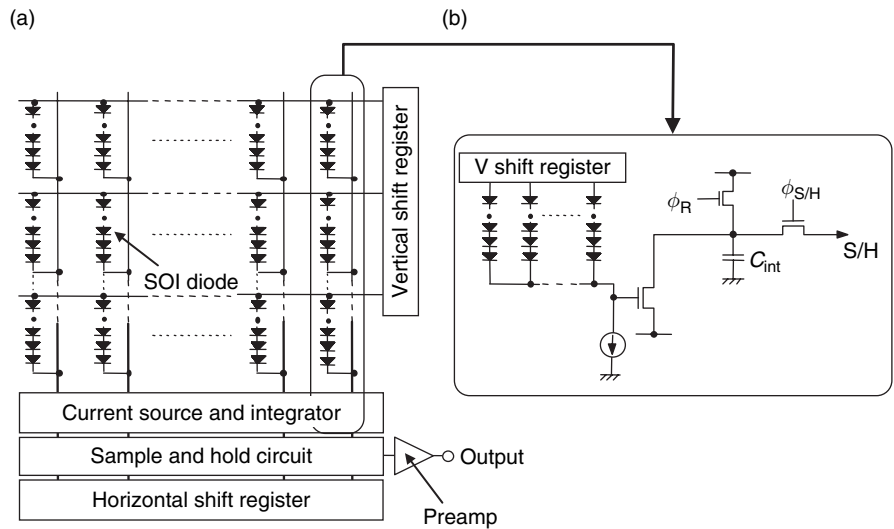 (a)
(b)
Vertical shift register
SOI diode
Current source and integrator
Sample and hold circuit
Horizontal shift register
Output
Preamp
V shift register
ϕR
ϕS/H
S/H
Cint